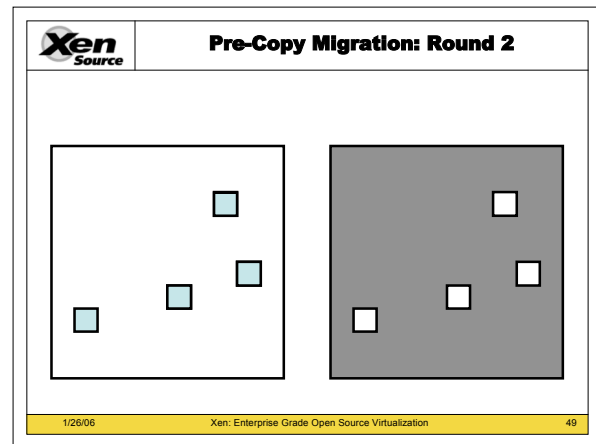 Xen
Source
Pre-Copy Migration: Round 2
1/26/06
Xen: Enterprise Grade Open Source Virtualization
49